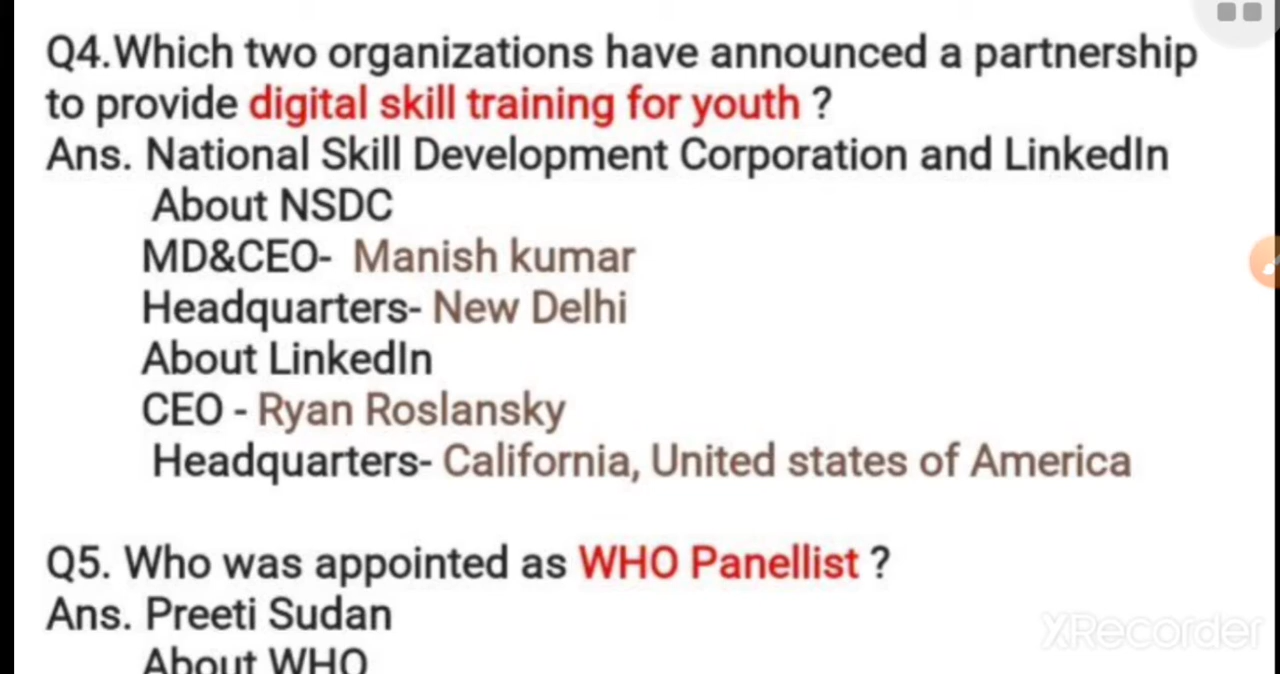 Q4.Which two organizations have announced a partnership
to provide digital skill training for youth ?
Ans. National Skill Development Corporation and LinkedIn
About NSDC
MD&CEO- Manish kumar
Headquarters- New Delhi
About LinkedIn
CEO - Ryan Roslansky
Headquarters- California, United states of America
Q5. Who was appointed as WHO Panellist ?
Ans. Preeti Sudan
About WHO
XRecorder